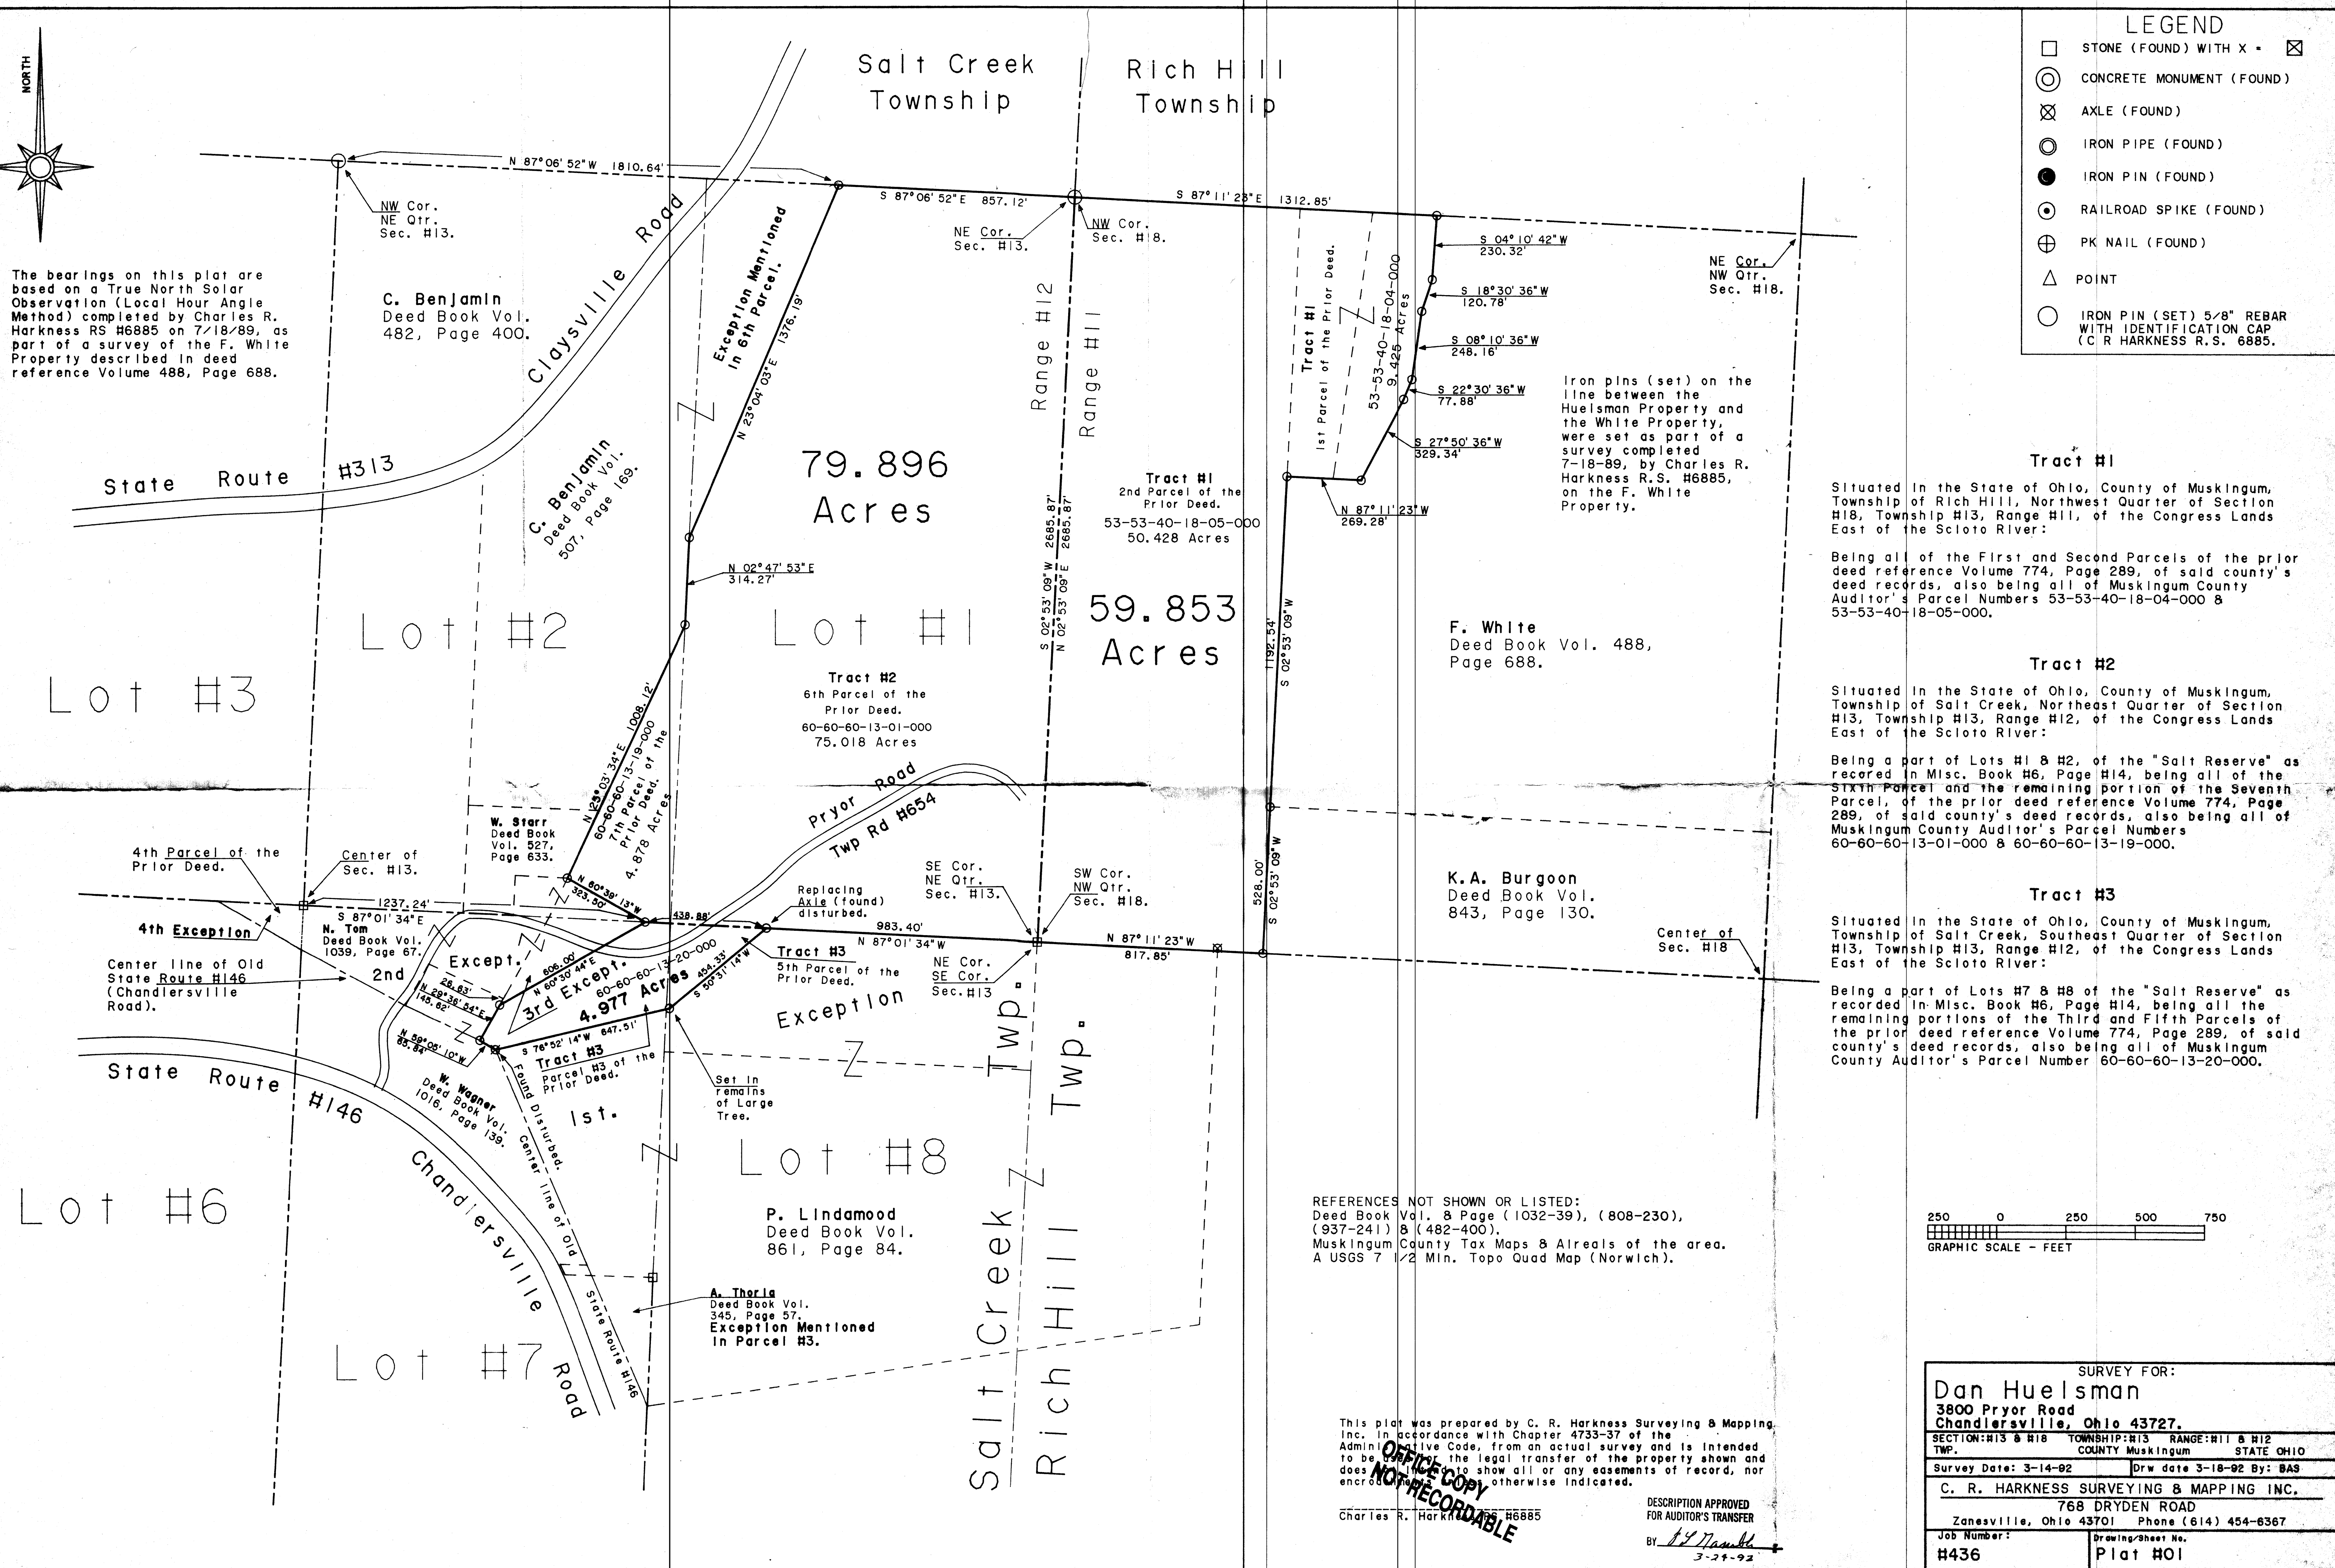 LEGEND
STONE (FOUND) WITH X =
CONCRETE MONUMENT (FOUND)
AXLE (FOUND)
IRON PIPE (FOUND)
IRON PIN (FOUND)
RAILROAD SPIKE (FOUND)
PK NAIL (FOUND)
POINT
IRON PIN (SET) 5/8" REBAR
WITH IDENTIFICATION CAP
(C R HARKNESS R.S. 6885.
NORTH
Salt Creek
Township
Rich Hill
Township
N 87°06'52"W 1810.64'
S 87°06'52"E 857.12'
S 87°11'23"E 1312.85'
NW Cor.
NE Qtr.
Sec. #13.
NE Cor.
Sec. #13.
NW Cor.
Sec. #18.
NE Cor.
NW Qtr.
Sec. #18.
The bearings on this plat are
based on a True North Solar
Observation (Local Hour Angle
Method) completed by Charles R.
Harkness RS #6885 on 7/18/89, as
part of a survey of the F. White
Property described in deed
reference Volume 488, Page 688.
C. Benjamin
Deed Book Vol.
482, Page 400.
Claysville Road
State Route #313
Exception Mentioned
In 6th Parcel.
N 23°04'03"E 1376.19'
C. Benjamin
Deed Book Vol.
507, Page 169.
79.896
Acres
Range #12
Range #11
S 02°53'09"W 2685.87'
N 02°53'09"E 2685.87'
Tract #1
2nd Parcel of the
Prior Deed.
53-53-40-18-05-000
50.428 Acres
59.853
Acres
Tract #1
1st Parcel of the Prior Deed.
53-53-40-18-04-000
9.425 Acres
S 04°10'42"W
230.32'
S 18°30'36"W
120.78'
S 08°10'36"W
248.16'
S 22°30'36"W
77.88'
S 27°50'36"W
329.34'
N 87°11'23"W
269.28'
Iron pins (set) on the
line between the
Huelsman Property and
the White Property,
were set as part of a
survey completed
7-18-89, by Charles R.
Harkness R.S. #6885,
on the F. White
Property.
N 02°47'53"E
314.27'
Lot #3
Lot #2
Lot #1
1192.54'
S 02°53'09"W
F. White
Deed Book Vol. 488,
Page 688.
Tract #2
6th Parcel of the
Prior Deed.
60-60-60-13-01-000
75.018 Acres
N 25°03'34"E 1008.12'
60-60-60-13-19-000
7th Parcel of the
Prior Deed.
4.878 Acres
Pryor Road
Twp Rd #654
W. Starr
Deed Book
Vol. 527,
Page 633.
4th Parcel of the
Prior Deed.
Center of
Sec. #13.
4th Exception
1237.24'
S 87°01'34"E
N. Tom
Deed Book Vol.
1039, Page 67.
N 60°39'13"W
323.50'
438.88'
Replacing
Axle (found)
disturbed.
SE Cor.
NE Qtr.
Sec. #13.
SW Cor.
NW Qtr.
Sec. #18.
983.40'
N 87°01'34"W
N 87°11'23"W
817.85'
528.00'
S 02°53'09"W
K.A. Burgoon
Deed Book Vol.
843, Page 130.
Center of
Sec. #18
Center line of Old
State Route #146
(Chandlersville
Road).
2nd
Except.
26.63'
N 29°36'54"E
145.62'
606.00'
N 60°30'44"E
3rd Except.
60-60-60-13-20-000
4.977 Acres
454.33'
S 50°31'14"W
Tract #3
5th Parcel of the
Prior Deed.
NE Cor.
SE Cor.
Sec. #13
Exception
S 76°52'14"W 647.51'
Tract #3
Parcel #3 of the
Prior Deed.
N 59°05'10"W
65.84'
State Route #146
W. Wagner
Deed Book Vol.
1016, Page 139.
Found Disturbed.
1st.
Set in
remains
of Large
Tree.
Center line of Old State Route #146
Chandlersville Road
Lot #6
Lot #8
Lot #7
P. Lindamood
Deed Book Vol.
861, Page 84.
A. Thorla
Deed Book Vol.
345, Page 57.
Exception Mentioned
In Parcel #3.
Salt Creek Twp.
Rich Hill Twp.
Tract #1
Situated in the State of Ohio, County of Muskingum,
Township of Rich Hill, Northwest Quarter of Section
#18, Township #13, Range #11, of the Congress Lands
East of the Scioto River:
Being all of the First and Second Parcels of the prior
deed reference Volume 774, Page 289, of said county's
deed records, also being all of Muskingum County
Auditor's Parcel Numbers 53-53-40-18-04-000 &
53-53-40-18-05-000.
Tract #2
Situated in the State of Ohio, County of Muskingum,
Township of Salt Creek, Northeast Quarter of Section
#13, Township #13, Range #12, of the Congress Lands
East of the Scioto River:
Being a part of Lots #1 & #2, of the "Salt Reserve" as
recored in Misc. Book #6, Page #14, being all of the
Sixth Parcel and the remaining portion of the Seventh
Parcel, of the prior deed reference Volume 774, Page
289, of said county's deed records, also being all of
Muskingum County Auditor's Parcel Numbers
60-60-60-13-01-000 & 60-60-60-13-19-000.
Tract #3
Situated in the State of Ohio, County of Muskingum,
Township of Salt Creek, Southeast Quarter of Section
#13, Township #13, Range #12, of the Congress Lands
East of the Scioto River:
Being a part of Lots #7 & #8 of the "Salt Reserve" as
recorded in Misc. Book #6, Page #14, being all the
remaining portions of the Third and Fifth Parcels of
the prior deed reference Volume 774, Page 289, of said
county's deed records, also being all of Muskingum
County Auditor's Parcel Number 60-60-60-13-20-000.
REFERENCES NOT SHOWN OR LISTED:
Deed Book Vol. & Page (1032-39), (808-230),
(937-241) & (482-400).
Muskingum County Tax Maps & Aireals of the area.
A USGS 7 1/2 Min. Topo Quad Map (Norwich).
250 0 250 500 750
GRAPHIC SCALE - FEET
This plat was prepared by C. R. Harkness Surveying & Mapping
Inc. in accordance with Chapter 4733-37 of the
Administrative Code, from an actual survey and is intended
to be used for the legal transfer of the property shown and
does not intend to show all or any easements of record, nor
encroachments otherwise indicated.
OFFICE COPY
NOT RECORDABLE
Charles R. Harkness RS #6885
DESCRIPTION APPROVED
FOR AUDITOR'S TRANSFER
BY
3-24-92
SURVEY FOR:
Dan Huelsman
3800 Pryor Road
Chandlersville, Ohio 43727.
SECTION:#13 & #18 TOWNSHIP:#13 RANGE:#11 & #12
TWP. COUNTY Muskingum STATE OHIO
Survey Date: 3-14-92 Drw date 3-18-92 By: BAS
C. R. HARKNESS SURVEYING & MAPPING INC.
768 DRYDEN ROAD
Zanesville, Ohio 43701 Phone (614) 454-6367
Job Number: Drawing/Sheet No.
#436 Plat #01